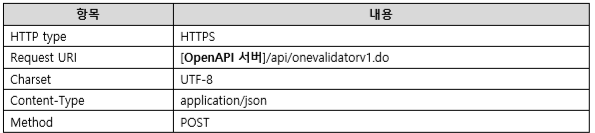 항목 내용
HTTP type HTTPS
Request URI [OpenAPI 서버]/api/onevalidatorv1.do
Charset UTF-8
Content-Type application/json
Method POST